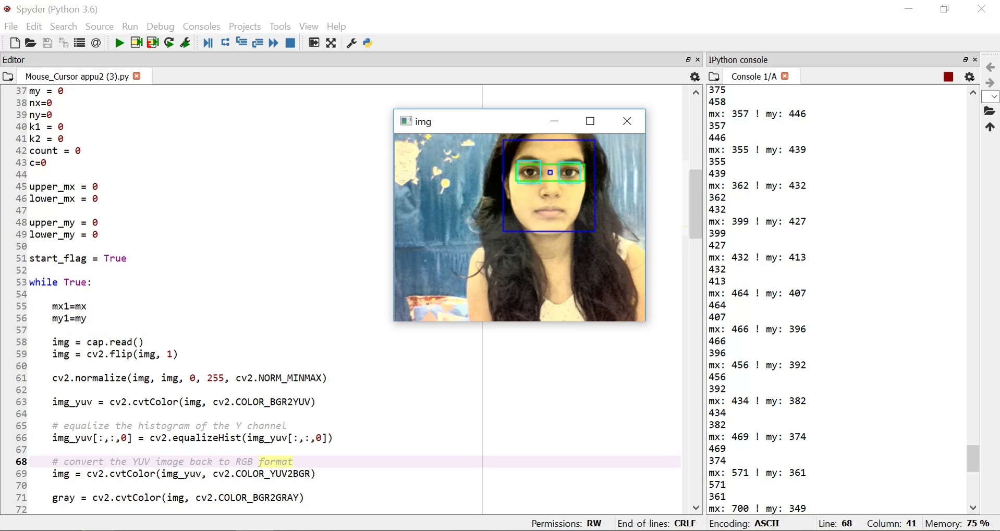 Spyder (Python 3.6)
File Edit Search Source Run Debug Consoles Projects Tools View Help
Editor
Mouse_Cursor appu2 (3).py
37 my = 0
38 nx=0
39 ny=0
40 k1 = 0
41 k2 = 0
42 count = 0
43 c=0
44
45 upper_mx = 0
46 lower_mx = 0
47
48 upper_my = 0
49 lower_my = 0
50
51 start_flag = True
52
53 while True:
54
55 mx1=mx
56 my1=my
57
58 img = cap.read()
59 img = cv2.flip(img, 1)
60
61 cv2.normalize(img, img, 0, 255, cv2.NORM_MINMAX)
62
63 img_yuv = cv2.cvtColor(img, cv2.COLOR_BGR2YUV)
64
65 # equalize the histogram of the Y channel
66 img_yuv[:,:,0] = cv2.equalizeHist(img_yuv[:,:,0])
67
68 # convert the YUV image back to RGB format
69 img = cv2.cvtColor(img_yuv, cv2.COLOR_YUV2BGR)
70
71 gray = cv2.cvtColor(img, cv2.COLOR_BGR2GRAY)
72
img
IPython console
Console 1/A
375
458
mx: 357 ! my: 446
357
446
mx: 355 ! my: 439
355
439
mx: 362 ! my: 432
362
432
mx: 399 ! my: 427
399
427
mx: 432 ! my: 413
432
413
mx: 464 ! my: 407
464
407
mx: 466 ! my: 396
466
396
mx: 456 ! my: 392
456
392
mx: 434 ! my: 382
434
382
mx: 469 ! my: 374
469
374
mx: 571 ! my: 361
571
361
mx: 700 ! my: 349
Permissions: RW End-of-lines: CRLF Encoding: ASCII Line: 68 Column: 41 Memory: 75 %